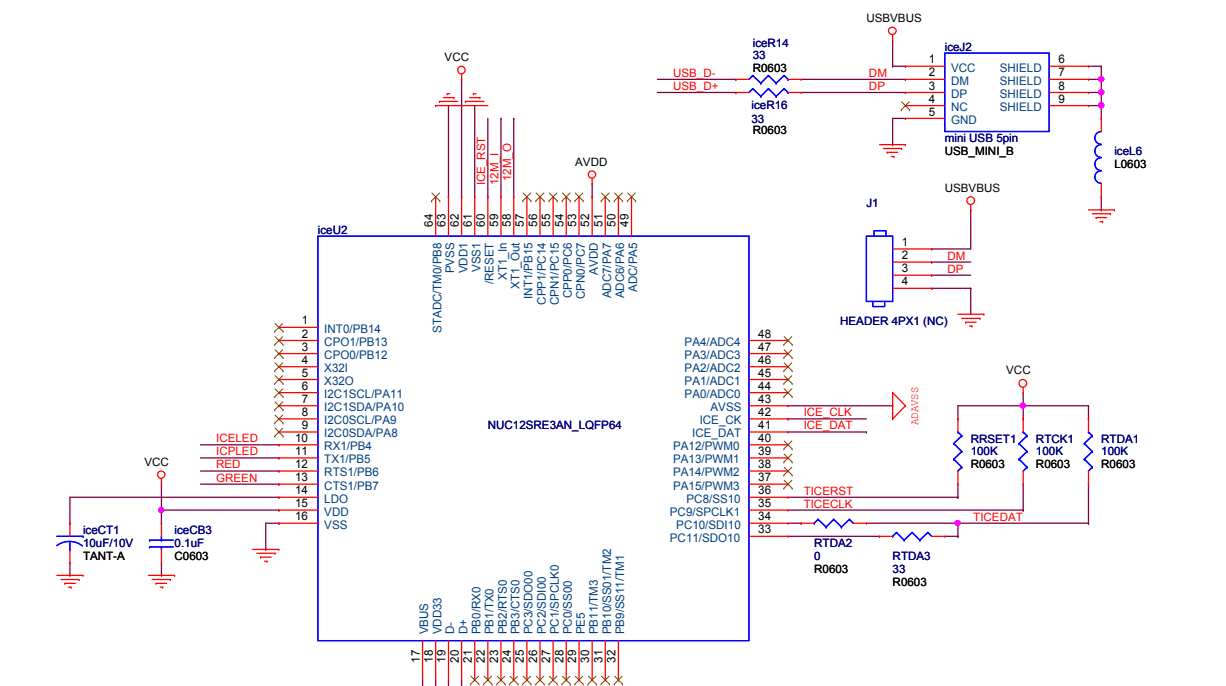 USBVBUS
iceR14
33
R0603
iceJ2
USB_D-
USB_D+
DM
DP
1
2
3
4
5
VCC
DM
DP
NC
GND
SHIELD
SHIELD
SHIELD
SHIELD
6
7
8
9
iceR16
33
R0603
mini USB 5pin
USB_MINI_B
iceL6
L0603
VCC
ICE_RST
12M_I
12M_O
AVDD
USBVBUS
J1
1
2
3
4
DM
DP
HEADER 4PX1 (NC)
iceU2
64
63
62
61
60
59
58
57
56
55
54
53
52
51
50
49
STADC/TM0/PB8
PVSS
VDD1
VSS1
/RESET
XT1_In
XT1_Out
INT1/PB15
CPP1/PC14
CPN1/PC15
CPP0/PC6
CPN0/PC7
AVDD
ADC7/PA7
ADC6/PA6
ADC/PA5
1 INT0/PB14
2 CPO1/PB13
3 CPO0/PB12
4 X32I
5 X32O
6 I2C1SCL/PA11
7 I2C1SDA/PA10
8 I2C0SCL/PA9
9 I2C0SDA/PA8
ICELED 10 RX1/PB4
ICPLED 11 TX1/PB5
RED 12 RTS1/PB6
GREEN 13 CTS1/PB7
14 LDO
15 VDD
16 VSS
NUC12SRE3AN_LQFP64
PA4/ADC4 48
PA3/ADC3 47
PA2/ADC2 46
PA1/ADC1 45
PA0/ADC0 44
AVSS 43
ICE_CK 42 ICE_CLK
ICE_DAT 41 ICE_DAT
PA12/PWM0 40
PA13/PWM1 39
PA14/PWM2 38
PA15/PWM3 37
PC8/SS10 36 TICERST
PC9/SPCLK1 35 TICECLK
PC10/SDI10 34 TICEDAT
PC11/SDO10 33
ADAVSS
VCC
RRSET1
100K
R0603
RTCK1
100K
R0603
RTDA1
100K
R0603
RTDA2
0
R0603
RTDA3
33
R0603
VCC
iceCT1
10uF/10V
TANT-A
iceCB3
0.1uF
C0603
VBUS
VDD33
D-
D+
PB0/RX0
PB1/TX0
PB2/RTS0
PB3/CTS0
PC3/SDO00
PC2/SDI00
PC1/SPCLK0
PC0/SS00
PE5
PB11/TM3
PB10/SS01/TM2
PB9/SS11/TM1
17
18
19
20
21
22
23
24
25
26
27
28
29
30
31
32